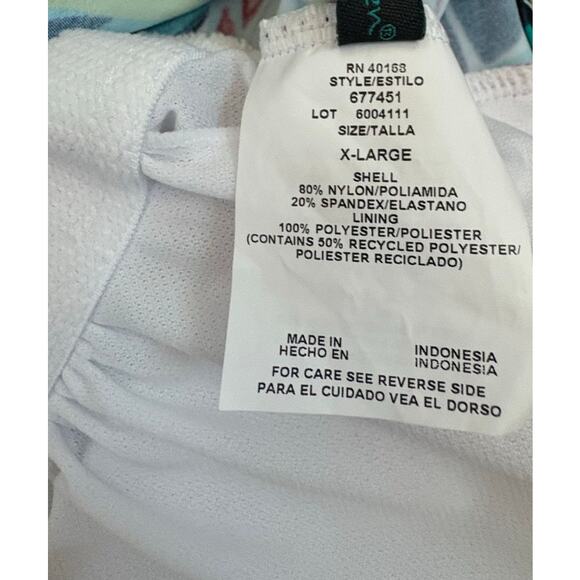 RN 40168
STYLE/ESTILO
677451
LOT 6004111
SIZE/TALLA
X-LARGE
SHELL
80% NYLON/POLIAMIDA
20% SPANDEX/ELASTANO
LINING
100% POLYESTER/POLIESTER
(CONTAINS 50% RECYCLED POLYESTER/
POLIESTER RECICLADO)
MADE IN INDONESIA
HECHO EN INDONESIA
FOR CARE SEE REVERSE SIDE
PARA EL CUIDADO VEA EL DORSO